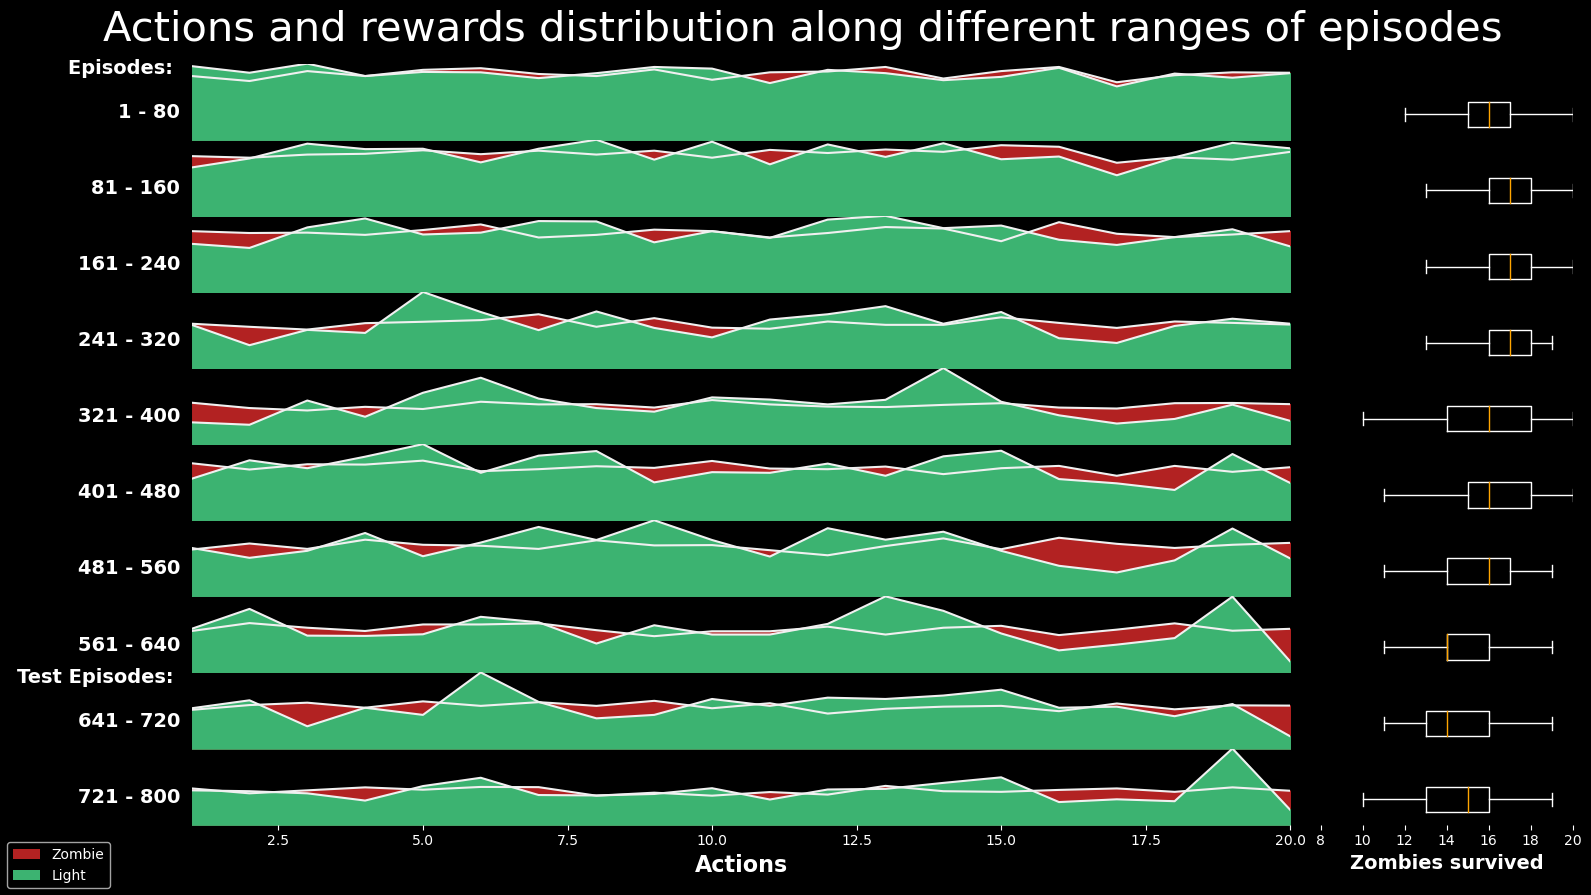 Actions and rewards distribution along different ranges of episodes
Episodes:
1 - 80
81 - 160
161 - 240
241 - 320
321 - 400
401 - 480
481 - 560
561 - 640
Test Episodes:
641 - 720
721 - 800
2.5 5.0 7.5 10.0 12.5 15.0 17.5 20.0
8 10 12 14 16 18 20
Actions
Zombies survived
Zombie
Light